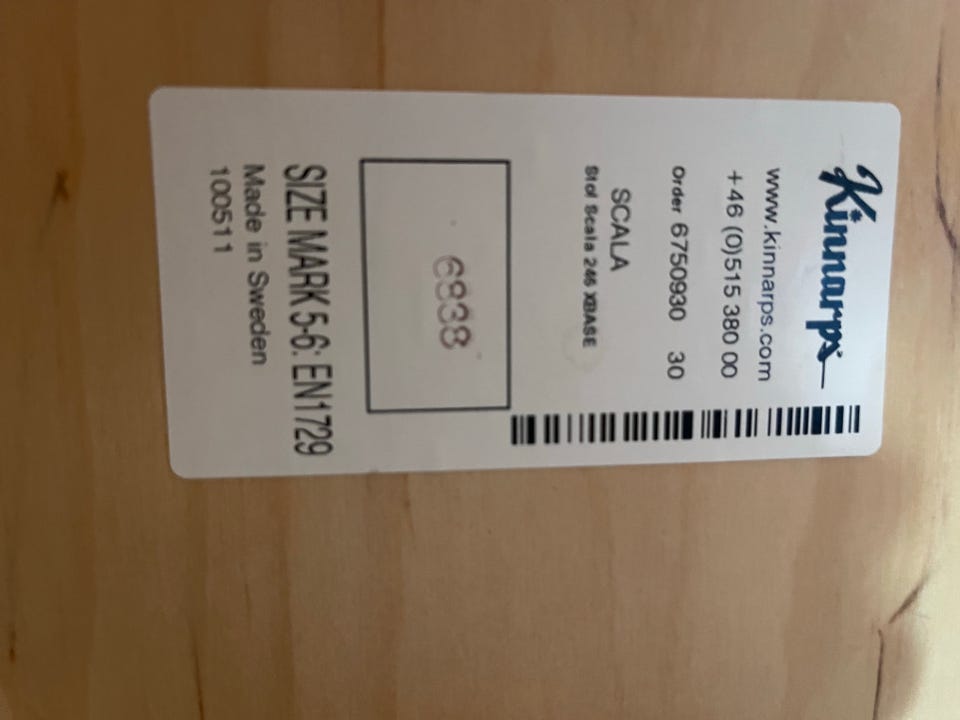 Kinnarps
www.kinnarps.com
+46 (0)515 380 00
Order 6750930 30
SCALA
Stol Scala 246 XBASE
6838
SIZE MARK 5-6: EN1729
Made in Sweden
100511